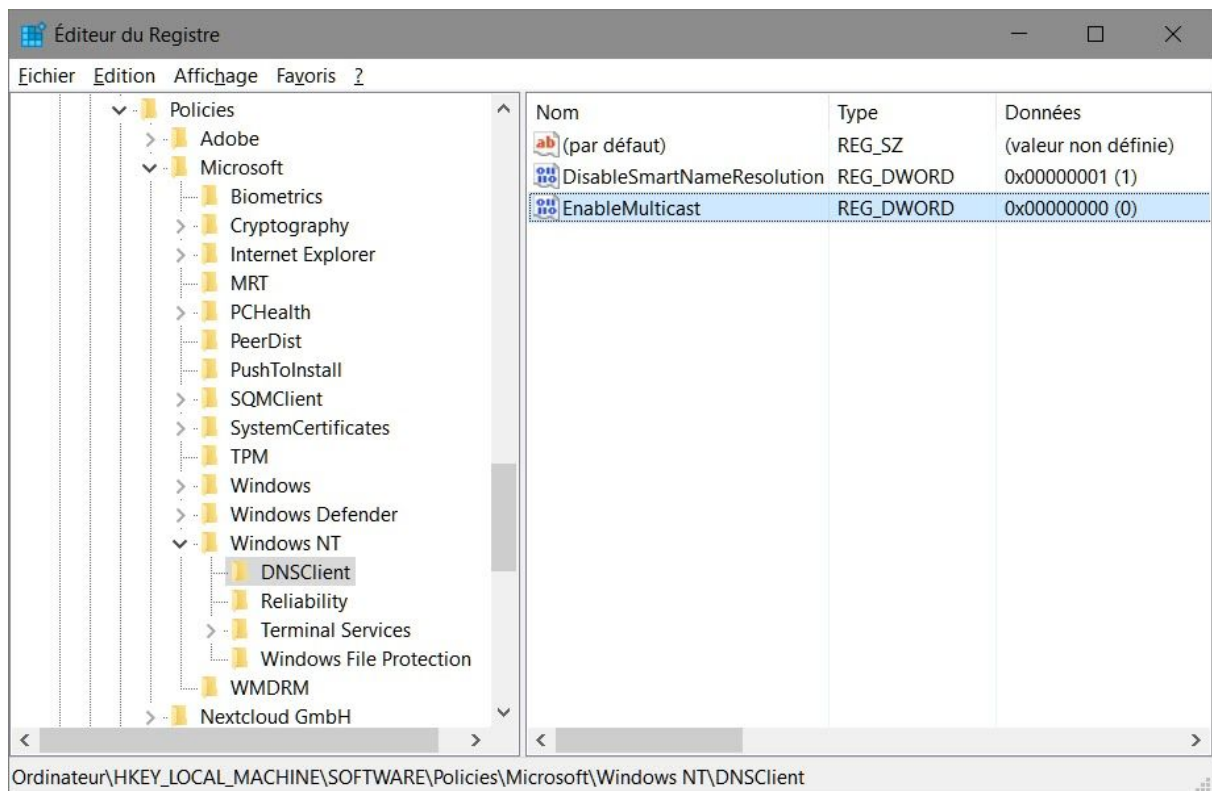 Éditeur du Registre
Fichier Edition Affichage Favoris ?
Policies
Adobe
Microsoft
Biometrics
Cryptography
Internet Explorer
MRT
PCHealth
PeerDist
PushToInstall
SQMClient
SystemCertificates
TPM
Windows
Windows Defender
Windows NT
DNSClient
Reliability
Terminal Services
Windows File Protection
WMDRM
Nextcloud GmbH
Nom Type Données
(par défaut) REG_SZ (valeur non définie)
DisableSmartNameResolution REG_DWORD 0x00000001 (1)
EnableMulticast REG_DWORD 0x00000000 (0)
Ordinateur\HKEY_LOCAL_MACHINE\SOFTWARE\Policies\Microsoft\Windows NT\DNSClient